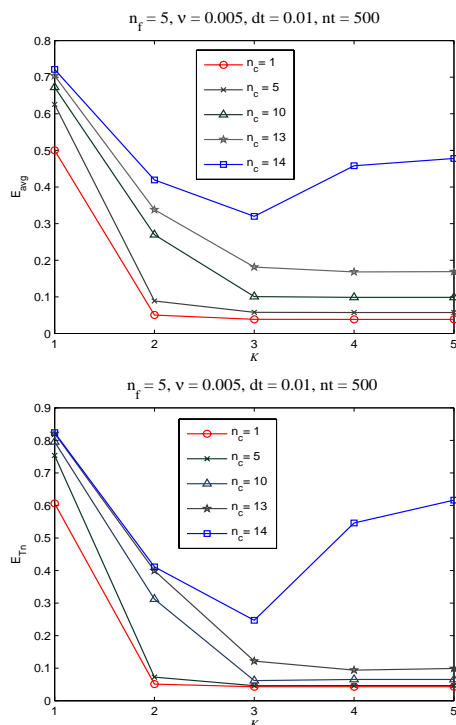 n_f = 5, ν = 0.005, dt = 0.01, nt = 500
0.8
0.7
0.6
0.5
0.4
0.3
0.2
0.1
0
E_avg
n_c = 1
n_c = 5
n_c = 10
n_c = 13
n_c = 14
1 2 3 4 5
K
n_f = 5, ν = 0.005, dt = 0.01, nt = 500
0.9
0.8
0.7
0.6
0.5
0.4
0.3
0.2
0.1
0
E_Tn
n_c = 1
n_c = 5
n_c = 10
n_c = 13
n_c = 14
1 2 3 4 5
K